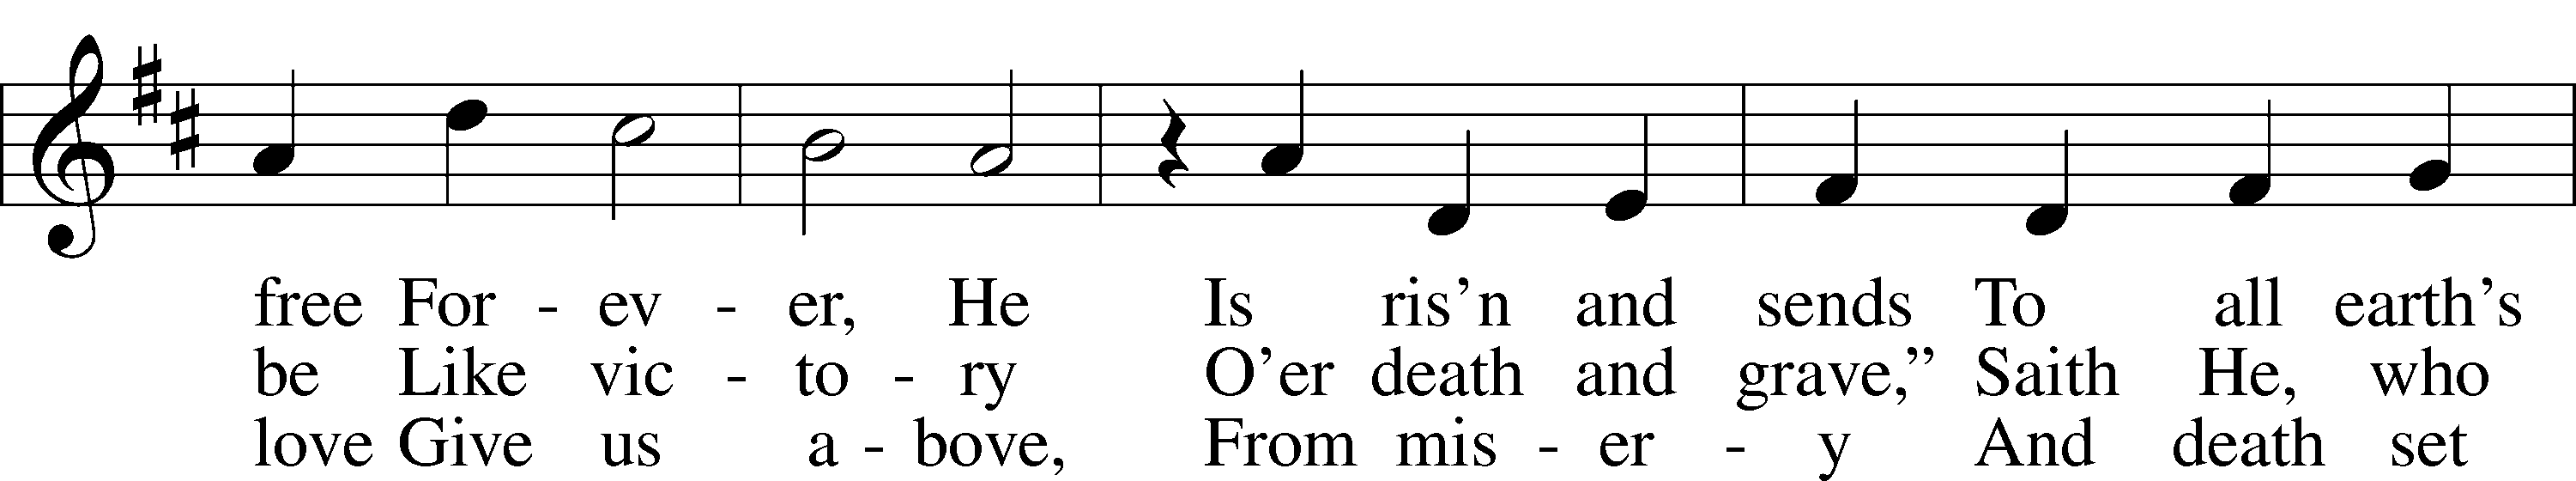 free For - ev - er, He Is ris’n and sends To all earth’s
be Like vic - to - ry O’er death and grave,” Saith He, who
love Give us a - bove, From mis - er - y And death set